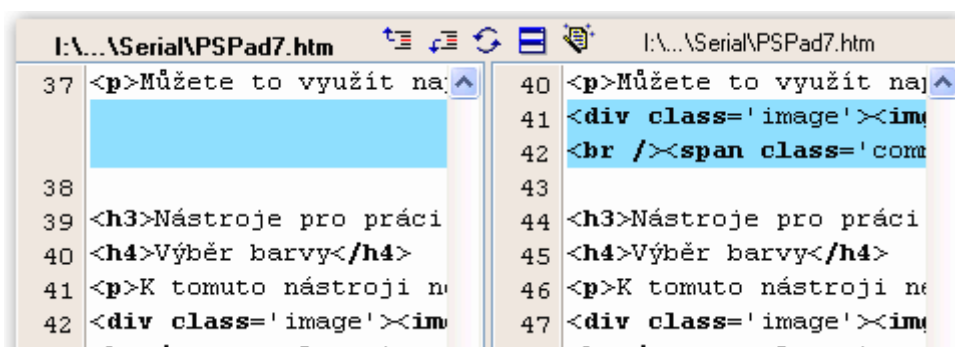 I:\...\Serial\PSPad7.htm
I:\...\Serial\PSPad7.htm
37 <p>Můžete to využít na
38
39 <h3>Nástroje pro práci
40 <h4>Výběr barvy</h4>
41 <p>K tomuto nástroji
42 <div class='image'><im
40 <p>Můžete to využít na
41 <div class='image'><im
42 <br /><span class='com
43
44 <h3>Nástroje pro práci
45 <h4>Výběr barvy</h4>
46 <p>K tomuto nástroji
47 <div class='image'><im